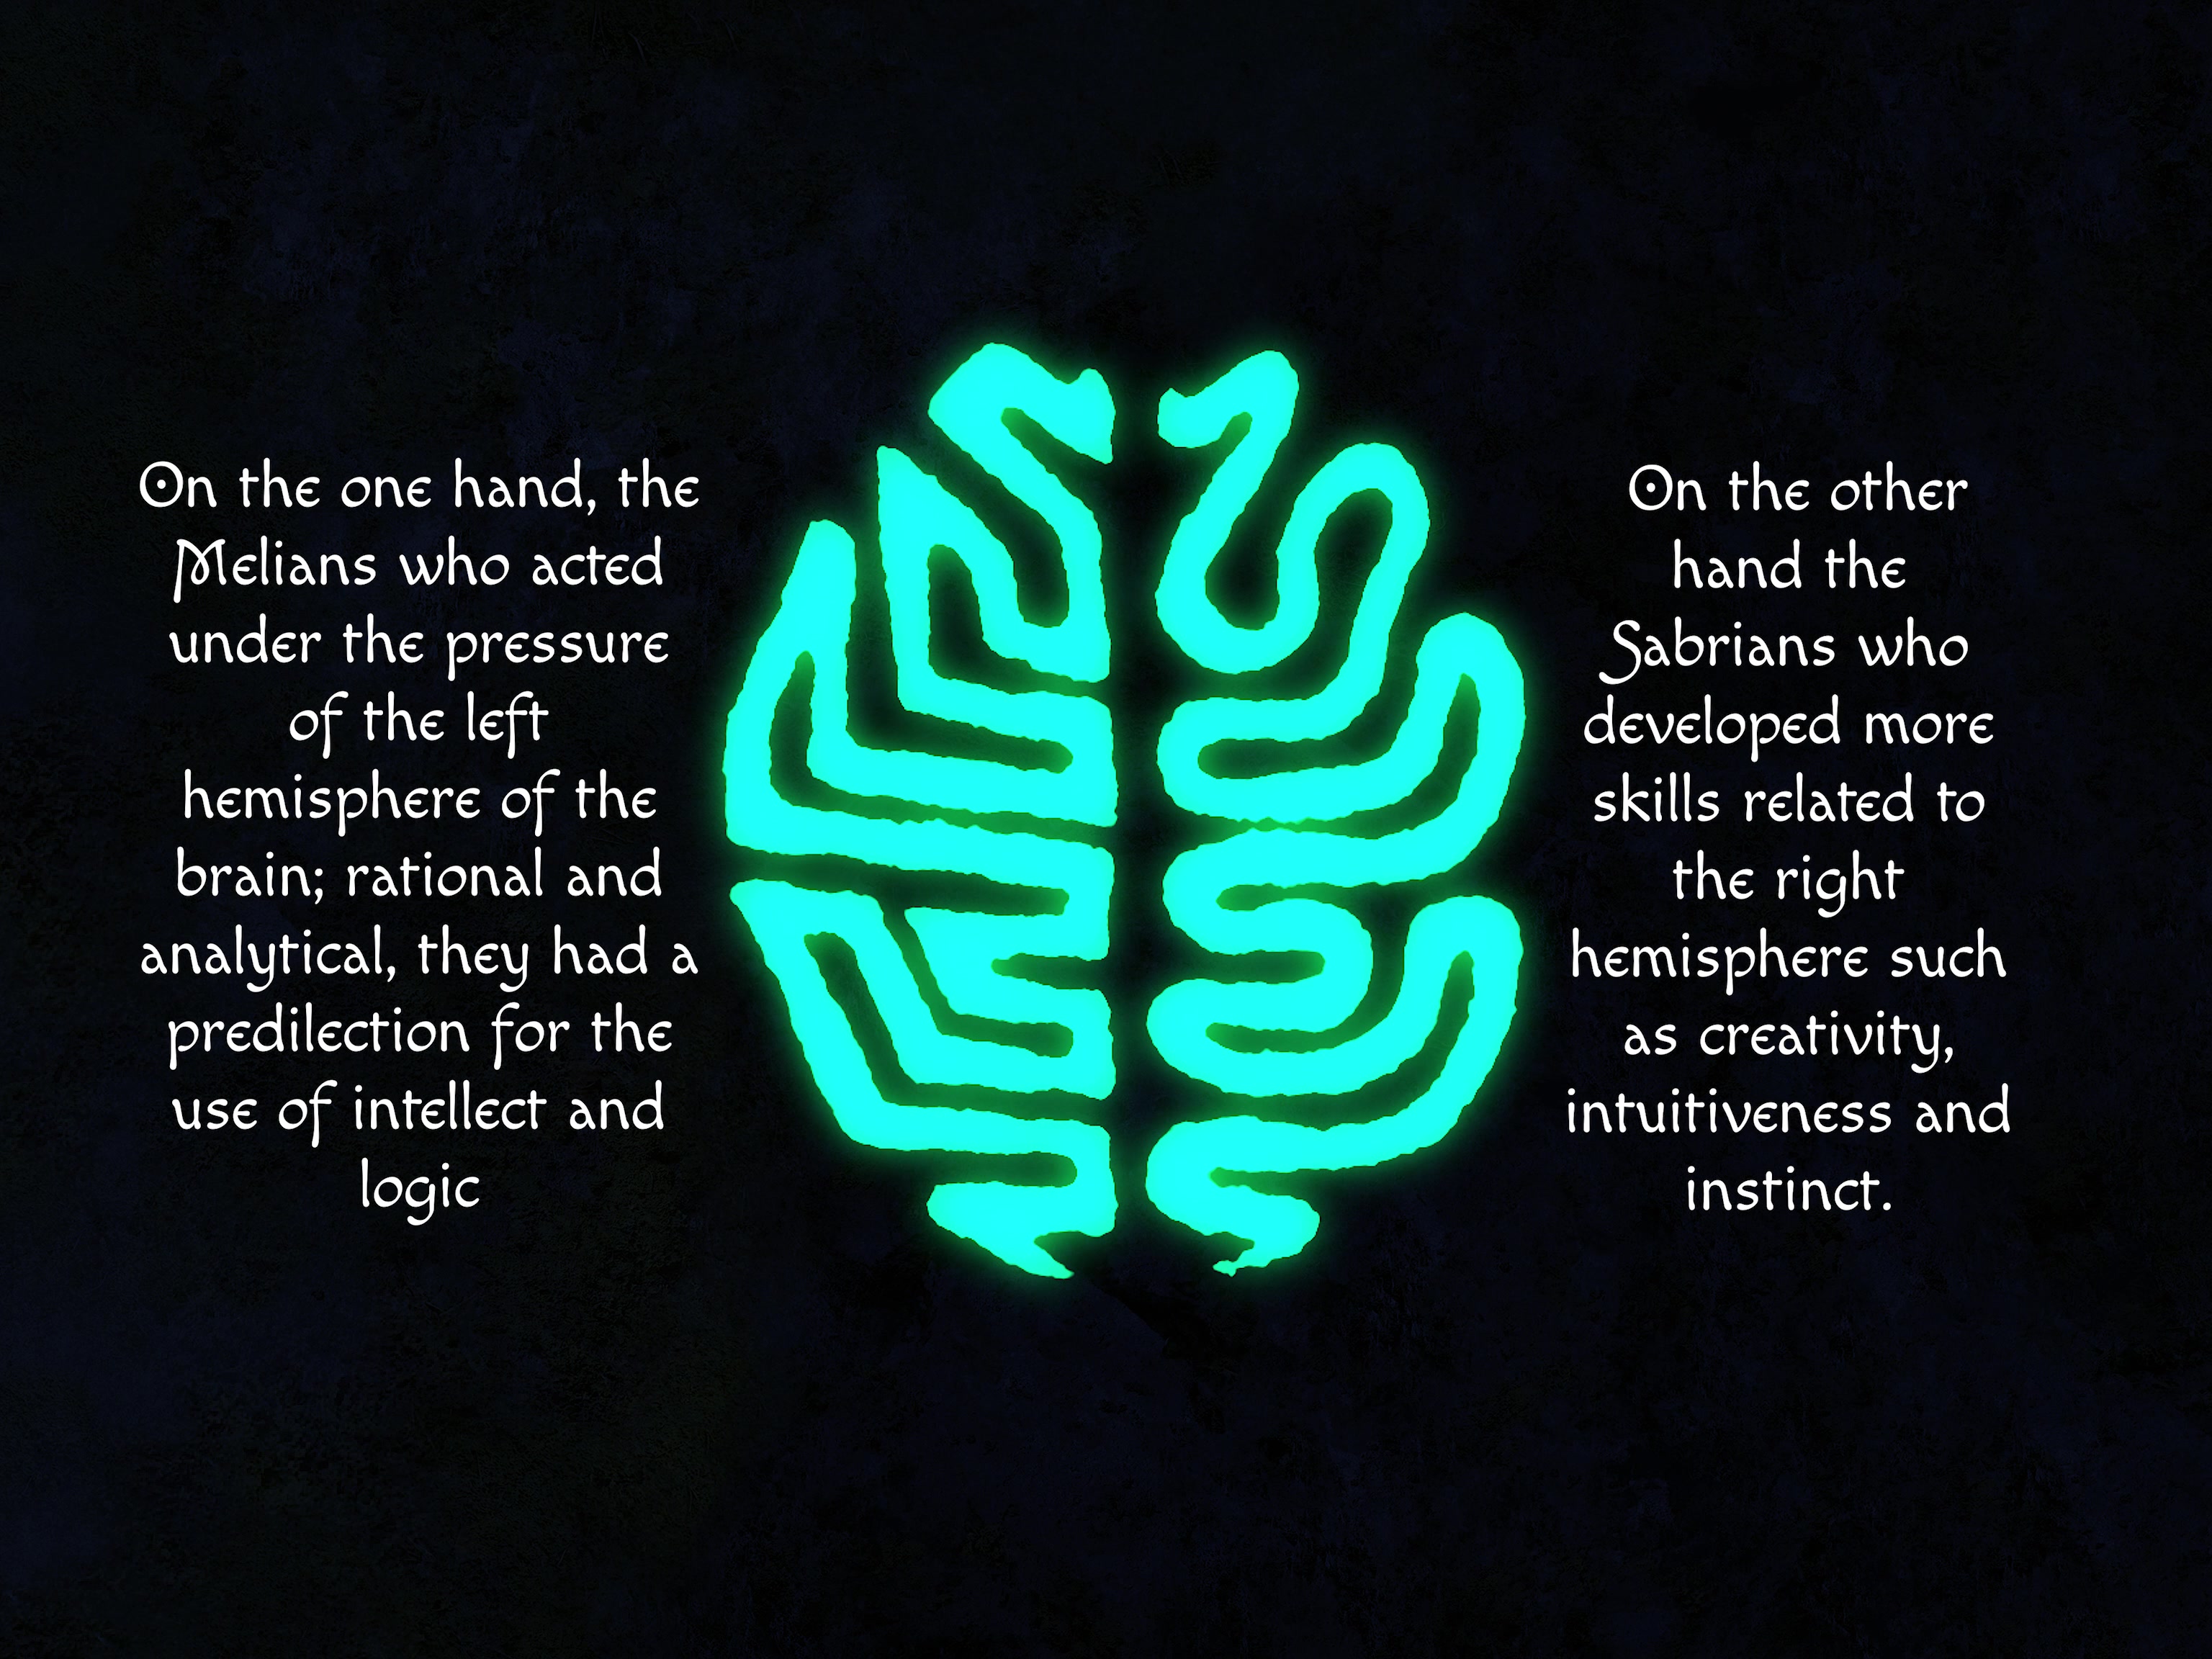 On the one hand, the
Melians who acted
under the pressure
of the left
hemisphere of the
brain; rational and
analytical, they had a
predilection for the
use of intellect and
logic
On the other
hand the
Sabrians who
developed more
skills related to
the right
hemisphere such
as creativity,
intuitiveness and
instinct.